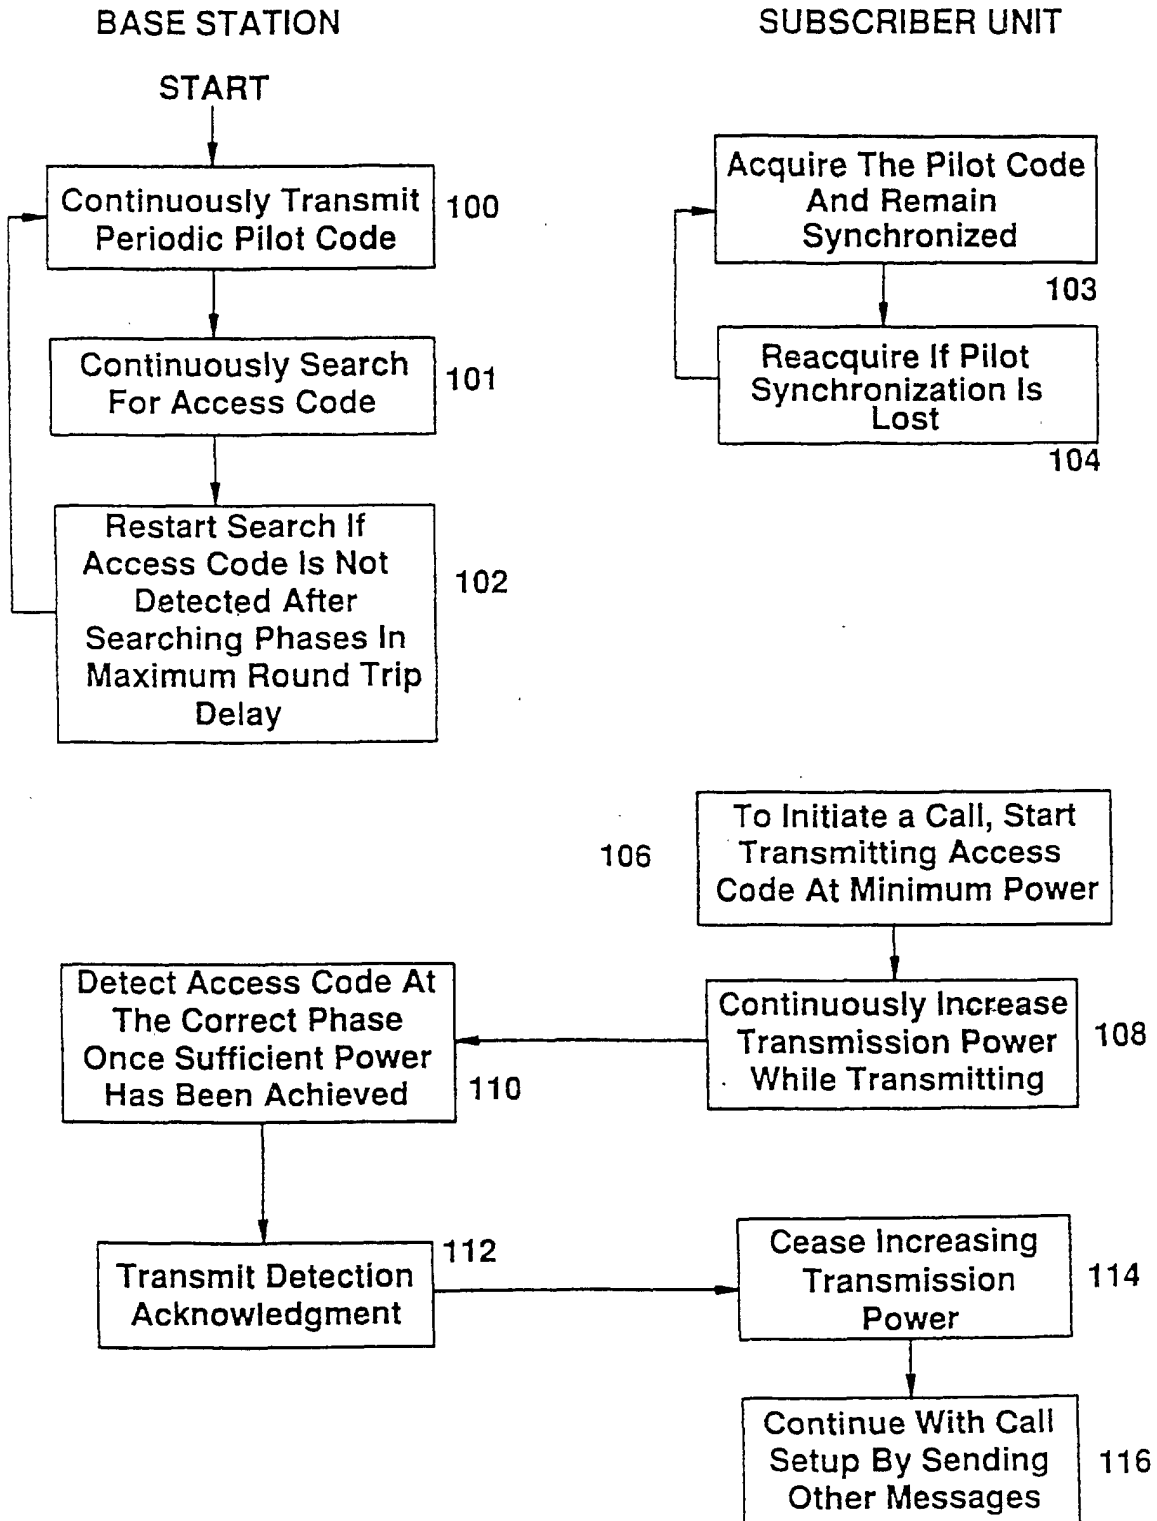 BASE STATION
SUBSCRIBER UNIT
START
Continuously Transmit
Periodic Pilot Code
100
Acquire The Pilot Code
And Remain
Synchronized
103
Continuously Search
For Access Code
101
Reacquire If Pilot
Synchronization Is
Lost
104
Restart Search If
Access Code Is Not
Detected After
Searching Phases In
Maximum Round Trip
Delay
102
To Initiate a Call, Start
Transmitting Access
Code At Minimum Power
106
Continuously Increase
Transmission Power
While Transmitting
108
Detect Access Code At
The Correct Phase
Once Sufficient Power
Has Been Achieved
110
Transmit Detection
Acknowledgment
112
Cease Increasing
Transmission
Power
114
Continue With Call
Setup By Sending
Other Messages
116